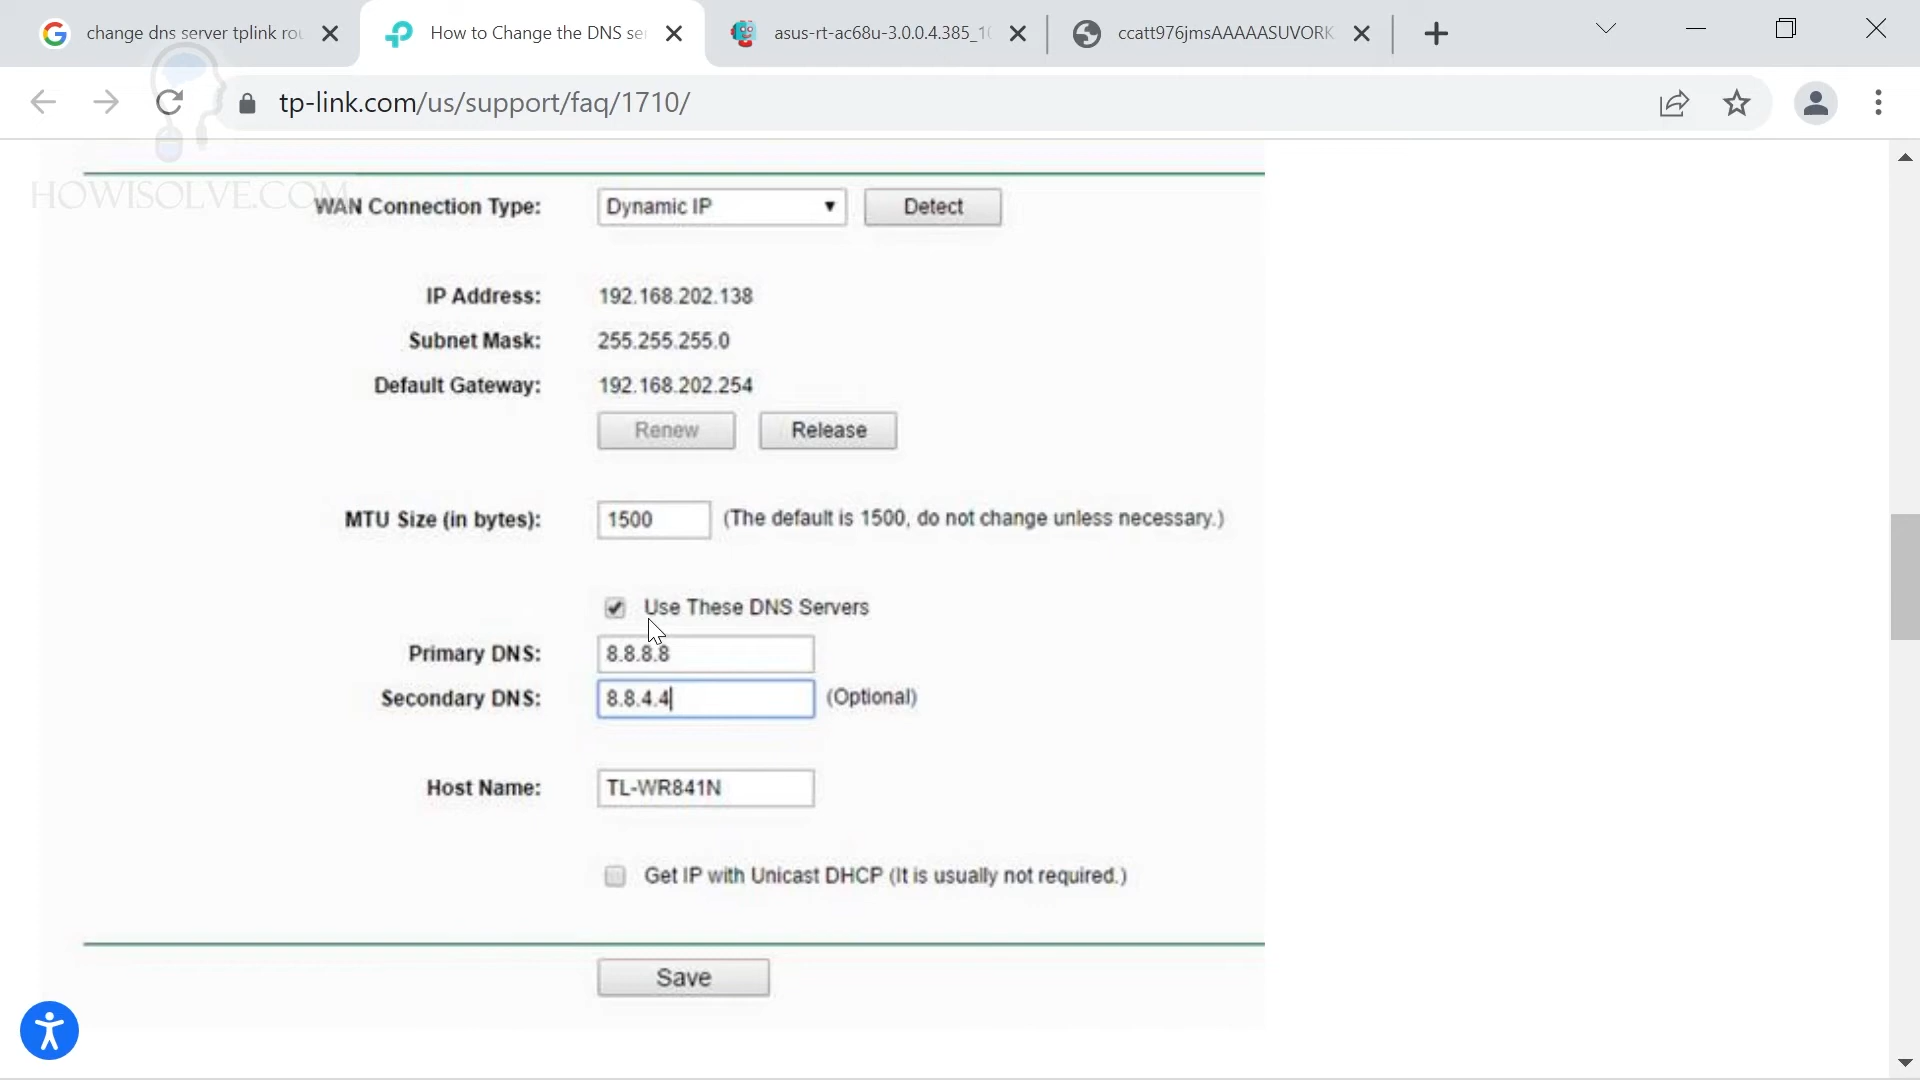 change dns server tplink rou
How to Change the DNS se
asus-rt-ac68u-3.0.0.4.385_1
ccatt976jmsAAAAASUVORK
tp-link.com/us/support/faq/1710/
HOWISOLVE.COM
WAN Connection Type: Dynamic IP Detect
IP Address: 192.168.202.138
Subnet Mask: 255.255.255.0
Default Gateway: 192.168.202.254
Renew Release
MTU Size (in bytes): 1500 (The default is 1500, do not change unless necessary.)
Use These DNS Servers
Primary DNS: 8.8.8.8
Secondary DNS: 8.8.4.4 (Optional)
Host Name: TL-WR841N
Get IP with Unicast DHCP (It is usually not required.)
Save